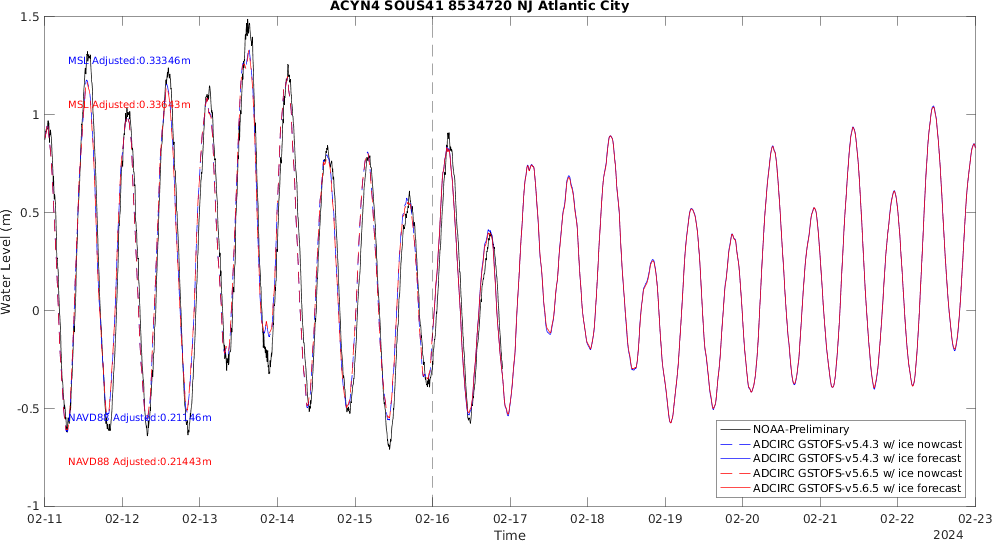 ACYN4 SOUS41 8534720 NJ Atlantic City
1.5
1
0.5
0
-0.5
-1
Water Level (m)
MSL Adjusted:0.33346m
MSL Adjusted:0.33643m
NAVD88 Adjusted:0.21146m
NAVD88 Adjusted:0.21443m
NOAA-Preliminary
ADCIRC GSTOFS-v5.4.3 w/ ice nowcast
ADCIRC GSTOFS-v5.4.3 w/ ice forecast
ADCIRC GSTOFS-v5.6.5 w/ ice nowcast
ADCIRC GSTOFS-v5.6.5 w/ ice forecast
02-11 02-12 02-13 02-14 02-15 02-16 02-17 02-18 02-19 02-20 02-21 02-22 02-23
Time
2024